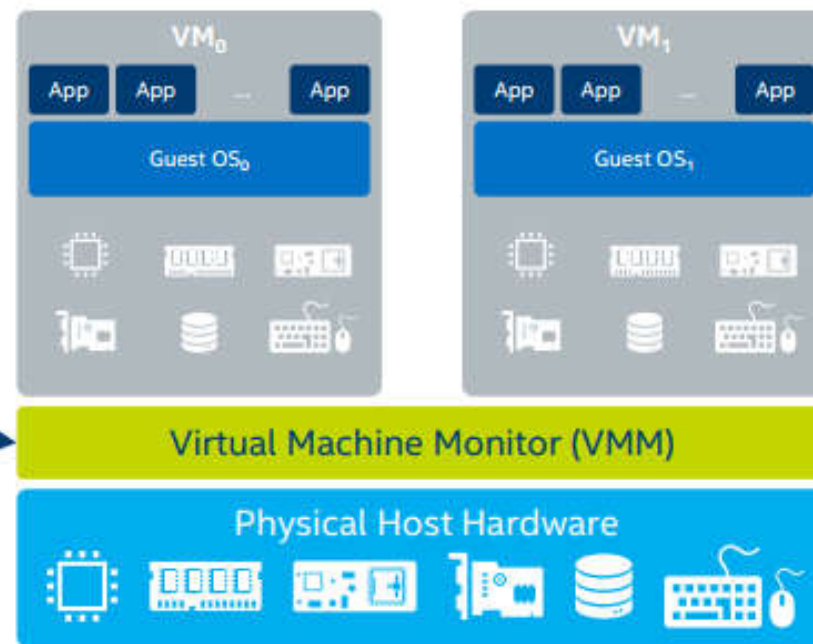 VM₀
App App ... App
Guest OS₀
VM₁
App App ... App
Guest OS₁
Virtual Machine Monitor (VMM)
Physical Host Hardware